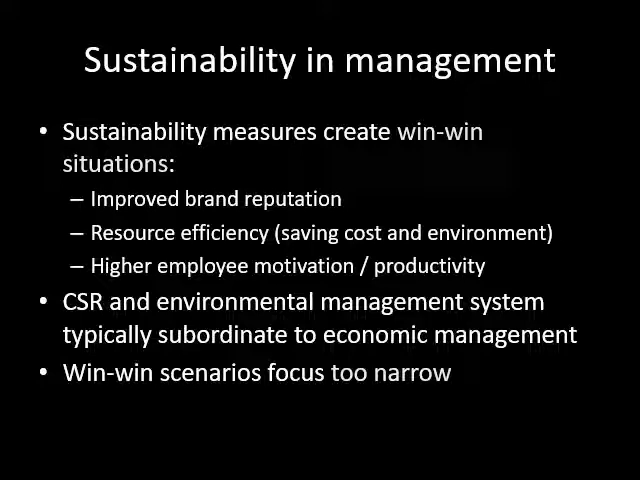 Sustainability in management
• Sustainability measures create win-win
situations:
– Improved brand reputation
– Resource efficiency (saving cost and environment)
– Higher employee motivation / productivity
• CSR and environmental management system
typically subordinate to economic management
• Win-win scenarios focus too narrow